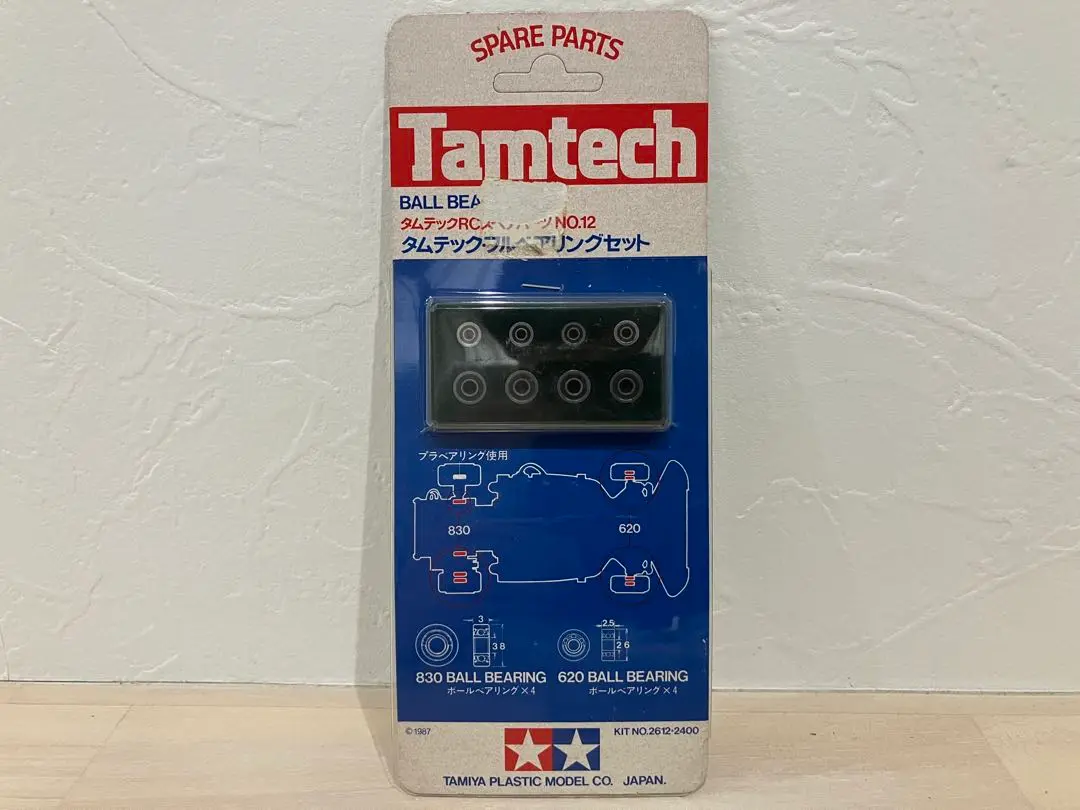 SPARE PARTS
Tamtech
BALL BEA
タムテックRC NO.12
タムテックフルベアリングセット
プラベアリング使用
830
620
3
3 8
2.5
2 6
830 BALL BEARING
ボールベアリング×4
620 BALL BEARING
ボールベアリング×4
©1987
KIT NO.2612-2400
TAMIYA PLASTIC MODEL CO. JAPAN.